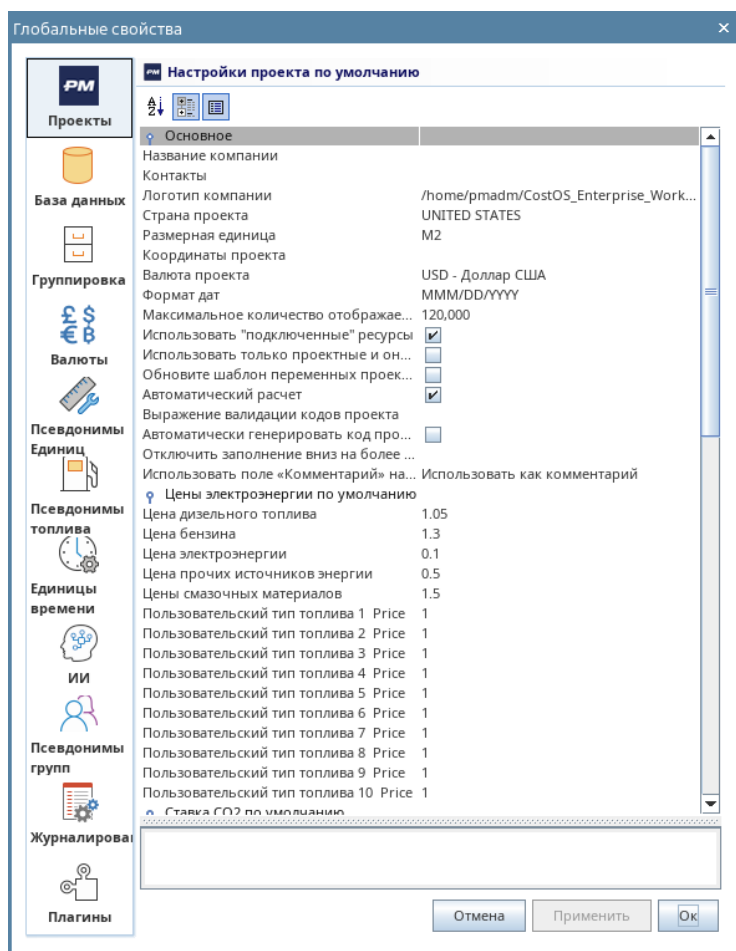 Глобальные свойства
PM
Проекты
База данных
Группировка
Валюты
Псевдонимы
Единиц
Псевдонимы
топлива
Единицы
времени
ИИ
Псевдонимы
групп
Журналирова
Плагины
PM Настройки проекта по умолчанию
Основное
Название компании
Контакты
Логотип компании /home/pmadm/CostOS_Enterprise_Work...
Страна проекта UNITED STATES
Размерная единица M2
Координаты проекта
Валюта проекта USD - Доллар США
Формат дат MMM/DD/YYYY
Максимальное количество отображае... 120,000
Использовать "подключенные" ресурсы
Использовать только проектные и он...
Обновите шаблон переменных проек...
Автоматический расчет
Выражение валидации кодов проекта
Автоматически генерировать код про...
Отключить заполнение вниз на более ...
Использовать поле «Комментарий» на... Использовать как комментарий
Цены электроэнергии по умолчанию
Цена дизельного топлива 1.05
Цена бензина 1.3
Цена электроэнергии 0.1
Цена прочих источников энергии 0.5
Цены смазочных материалов 1.5
Пользовательский тип топлива 1 Price 1
Пользовательский тип топлива 2 Price 1
Пользовательский тип топлива 3 Price 1
Пользовательский тип топлива 4 Price 1
Пользовательский тип топлива 5 Price 1
Пользовательский тип топлива 6 Price 1
Пользовательский тип топлива 7 Price 1
Пользовательский тип топлива 8 Price 1
Пользовательский тип топлива 9 Price 1
Пользовательский тип топлива 10 Price 1
Ставка CO2 по умолчанию
Отмена Применить Ок